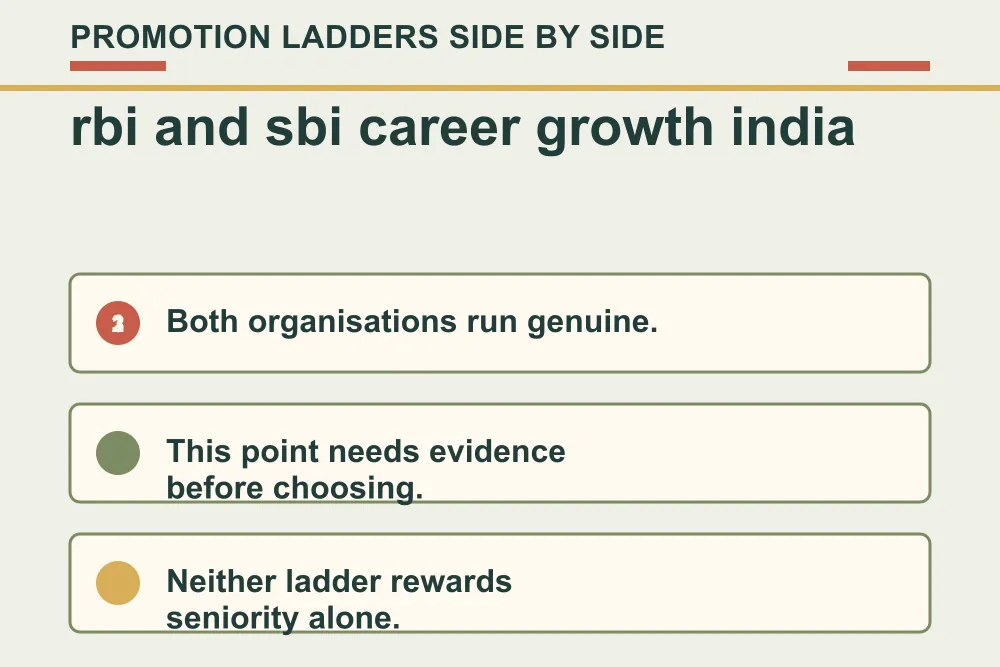 PROMOTION LADDERS SIDE BY SIDE
rbi and sbi career growth india
Both organisations run genuine.
This point needs evidence
before choosing.
Neither ladder rewards
seniority alone.